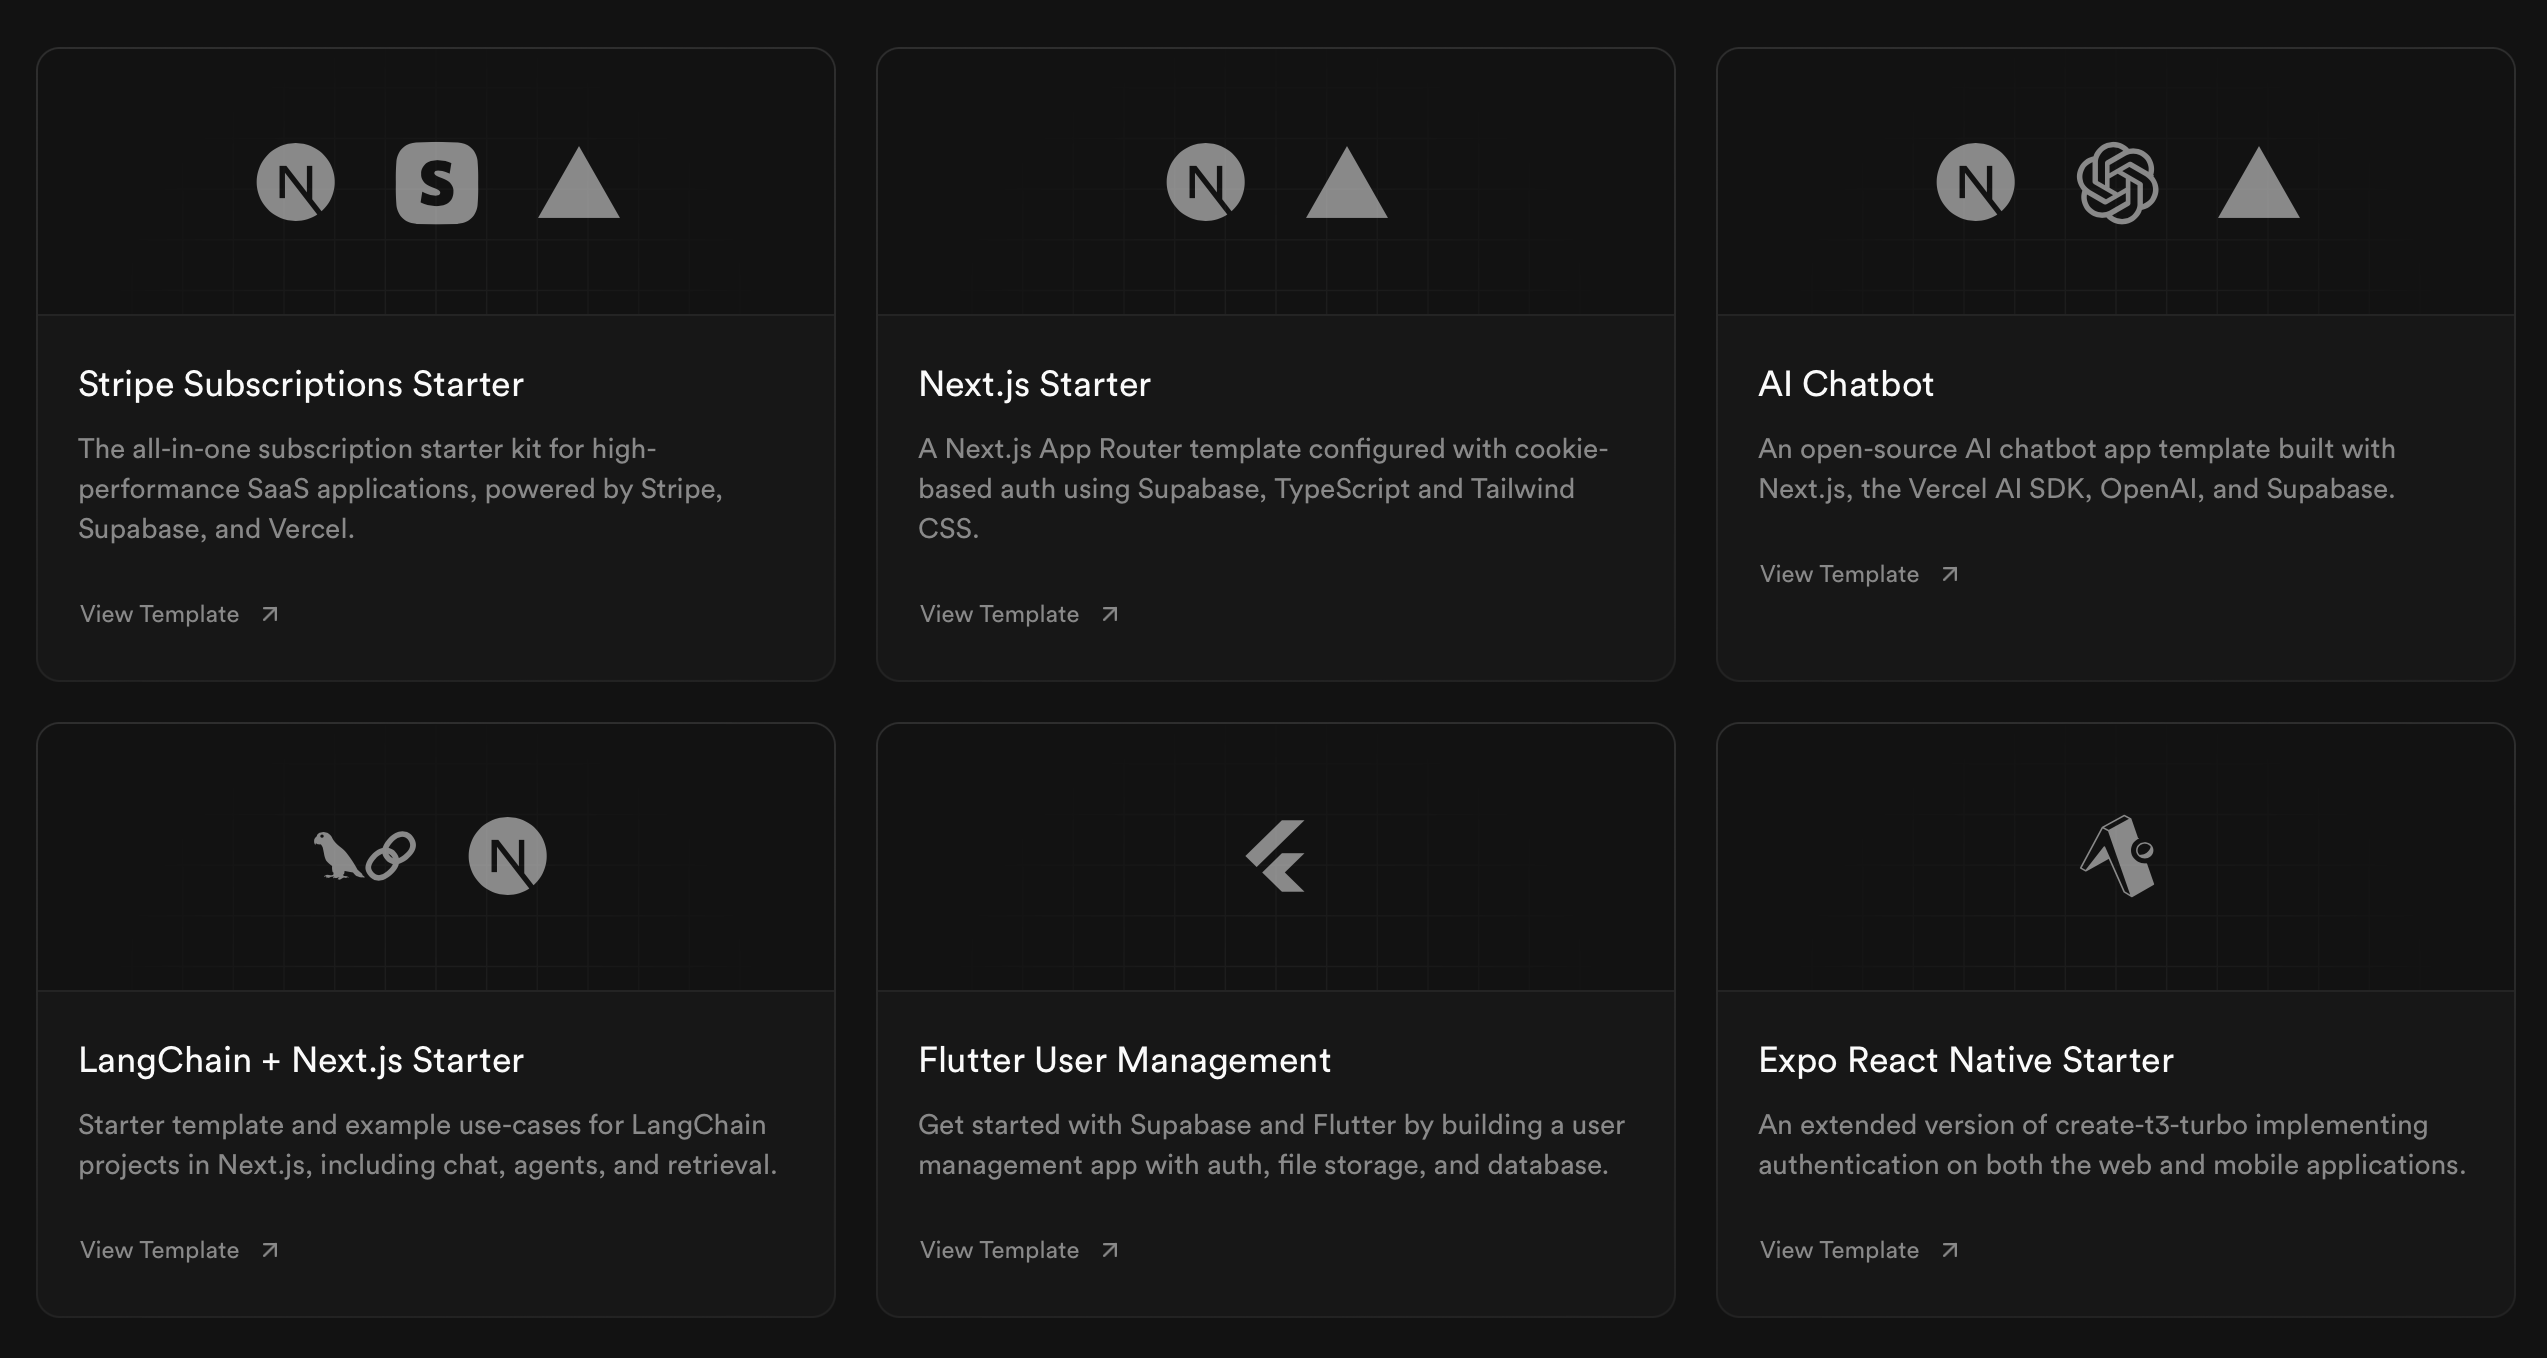 Stripe Subscriptions Starter
The all-in-one subscription starter kit for high-
performance SaaS applications, powered by Stripe,
Supabase, and Vercel.
View Template
Next.js Starter
A Next.js App Router template configured with cookie-
based auth using Supabase, TypeScript and Tailwind
CSS.
View Template
AI Chatbot
An open-source AI chatbot app template built with
Next.js, the Vercel AI SDK, OpenAI, and Supabase.
View Template
LangChain + Next.js Starter
Starter template and example use-cases for LangChain
projects in Next.js, including chat, agents, and retrieval.
View Template
Flutter User Management
Get started with Supabase and Flutter by building a user
management app with auth, file storage, and database.
View Template
Expo React Native Starter
An extended version of create-t3-turbo implementing
authentication on both the web and mobile applications.
View Template